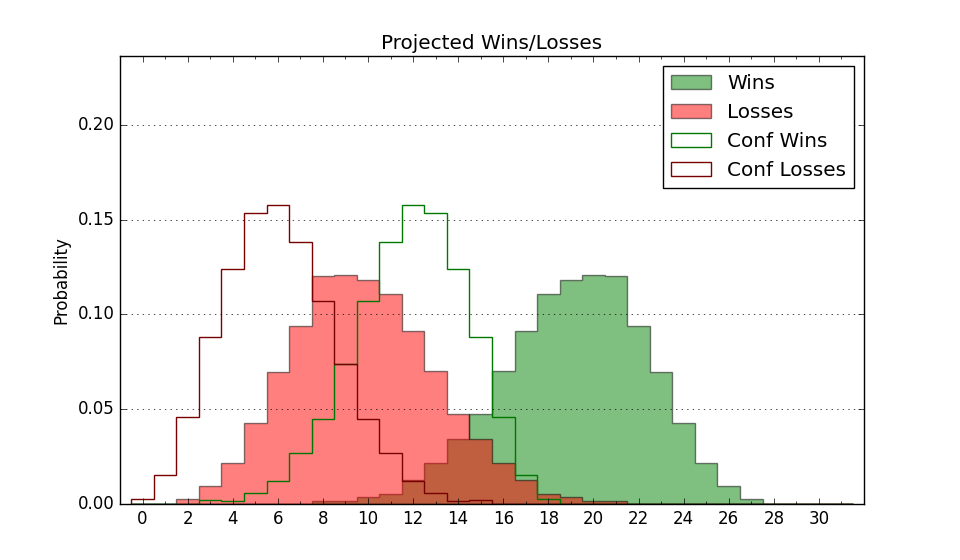 Projected Wins/Losses
Wins
Losses
Conf Wins
Conf Losses
Probability
0.20
0.15
0.10
0.05
0.00
0 2 4 6 8 10 12 14 16 18 20 22 24 26 28 30